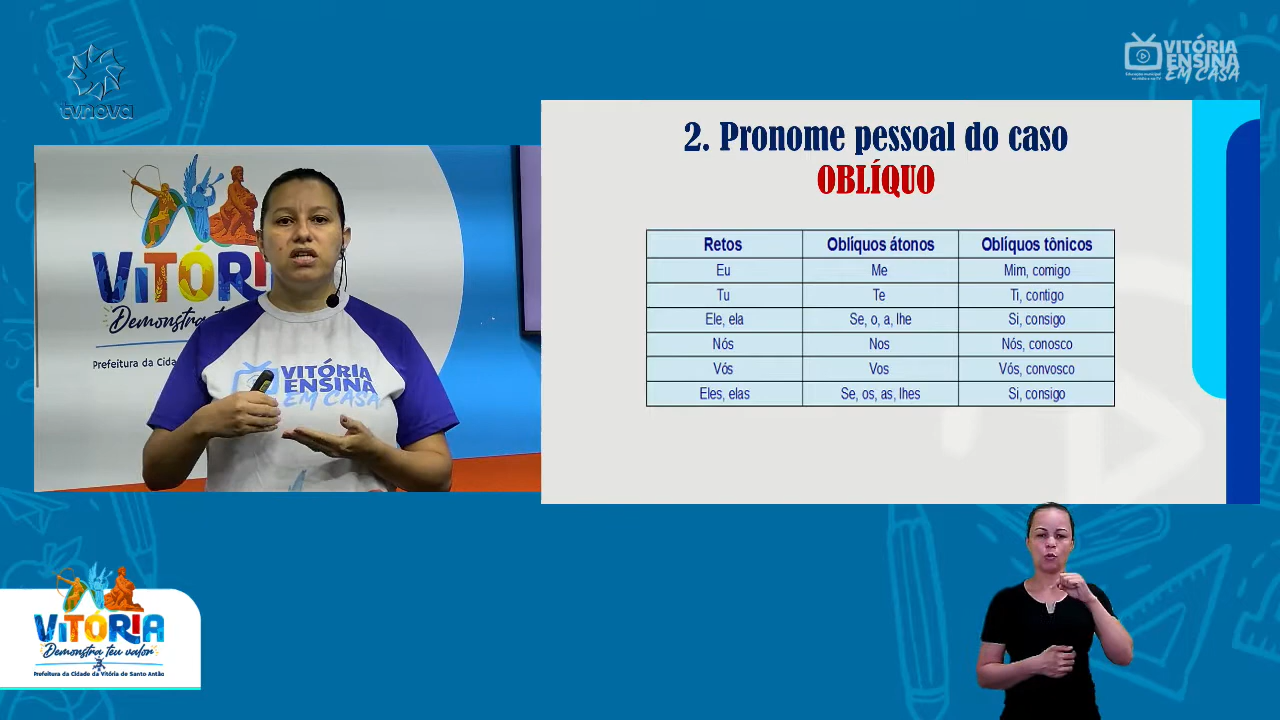 tvnova
VITÓRIA
ENSINA
EM CASA
2. Pronome pessoal do caso
OBLÍQUO
Retos Oblíquos átonos Oblíquos tônicos
Eu Me Mim, comigo
Tu Te Ti, contigo
Ele, ela Se, o, a, lhe Si, consigo
Nós Nos Nós, conosco
Vós Vos Vós, convosco
Eles, elas Se, os, as, lhes Si, consigo
VITÓRI
Demonstra t
Prefeitura da Cida
VITÓRIA
ENSINA
EM CASA
VITÓRIA
Demonstra teu valor
Prefeitura da Cidade da Vitória de Santo Antão